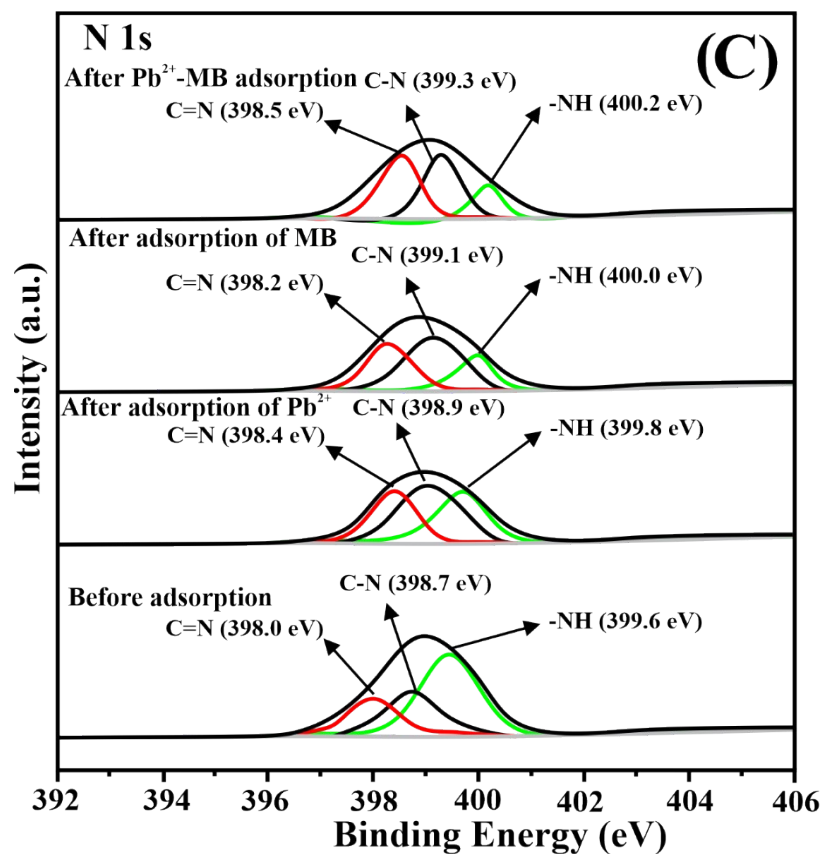 N 1s
(C)
After Pb²⁺-MB adsorption
C-N (399.3 eV)
C=N (398.5 eV)
-NH (400.2 eV)
After adsorption of MB
C-N (399.1 eV)
C=N (398.2 eV)
-NH (400.0 eV)
After adsorption of Pb²⁺
C-N (398.9 eV)
C=N (398.4 eV)
-NH (399.8 eV)
Before adsorption
C-N (398.7 eV)
C=N (398.0 eV)
-NH (399.6 eV)
Intensity (a.u.)
392 394 396 398 400 402 404 406
Binding Energy (eV)